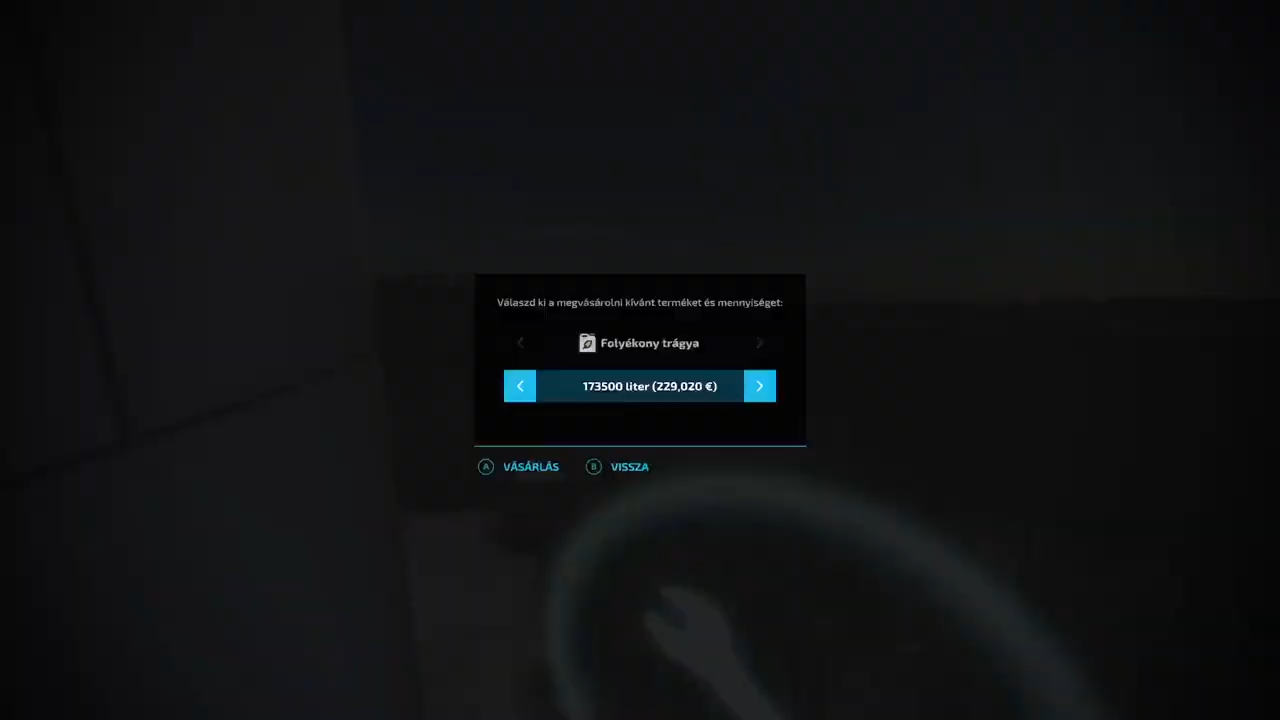 Válaszd ki a megvásárolni kívánt terméket és mennyiséget:
Folyékony trágya
173500 liter (229,020 €)
A VÁSÁRLÁS B VISSZA